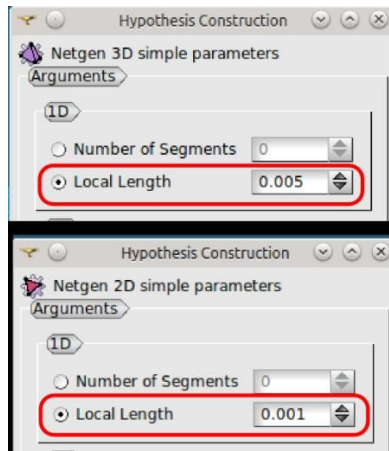 Hypothesis Construction
Netgen 3D simple parameters
Arguments
1D
Number of Segments 0
Local Length 0.005
Hypothesis Construction
Netgen 2D simple parameters
Arguments
1D
Number of Segments 0
Local Length 0.001